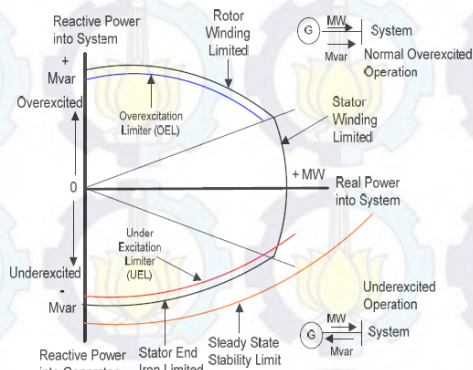 Reactive Power
into System
+
Mvar
Overexcited
Rotor
Winding
Limited
G
MW
System
Mvar
Normal Overexcited
Operation
Overexcitation
Limiter (OEL)
Stator
Winding
Limited
0
+ MW
Real Power
into System
Under
Excitation
Limiter
(UEL)
Underexcited
-
Mvar
Underexcited
Operation
MW
G
System
Mvar
Reactive Power
into Generator
Stator End
Iron Limited
Steady State
Stability Limit